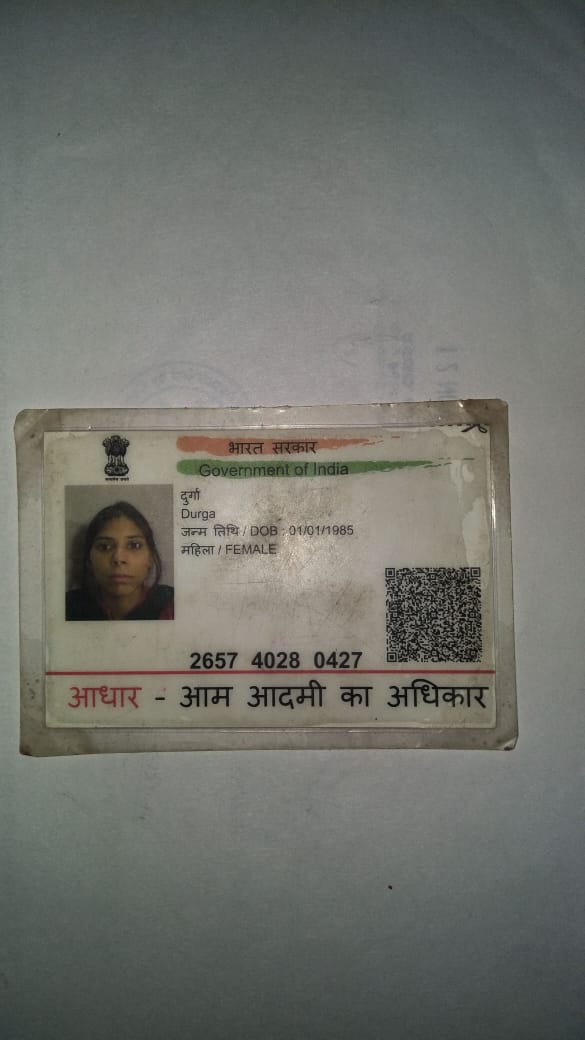 भारत सरकार
Government of India
दुर्गा
Durga
जन्म तिथि / DOB : 01/01/1985
महिला / FEMALE
2657 4028 0427
आधार - आम आदमी का अधिकार